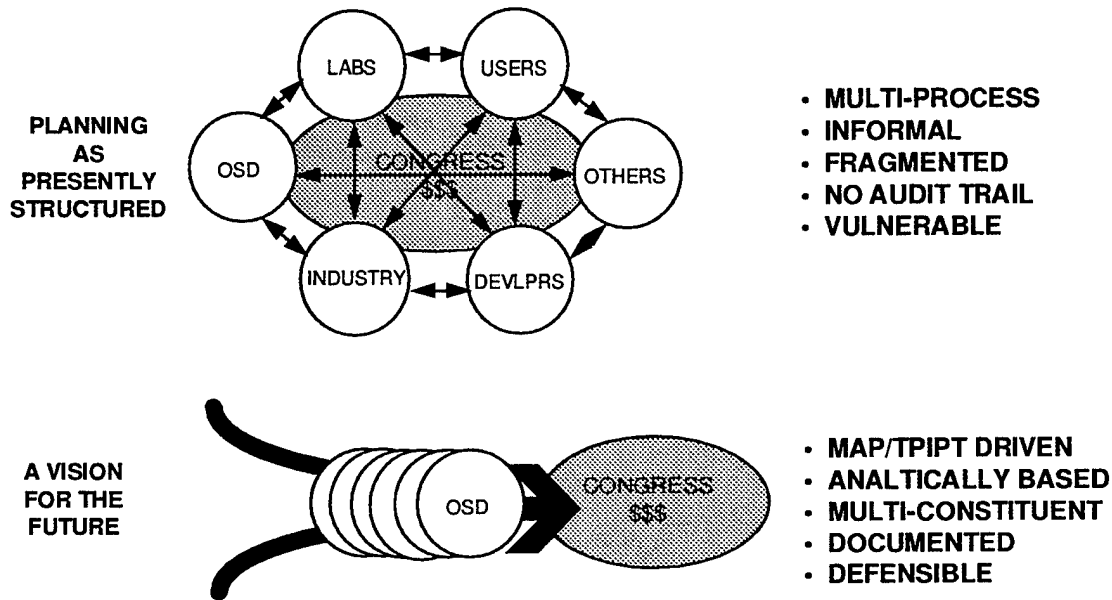 PLANNING
AS
PRESENTLY
STRUCTURED
LABS
USERS
OSD
CONGRESS
$$$
OTHERS
INDUSTRY
DEVLPRS
• MULTI-PROCESS
• INFORMAL
• FRAGMENTED
• NO AUDIT TRAIL
• VULNERABLE
A VISION
FOR THE
FUTURE
OSD
CONGRESS
$$$
• MAP/TPIPT DRIVEN
• ANALTICALLY BASED
• MULTI-CONSTITUENT
• DOCUMENTED
• DEFENSIBLE